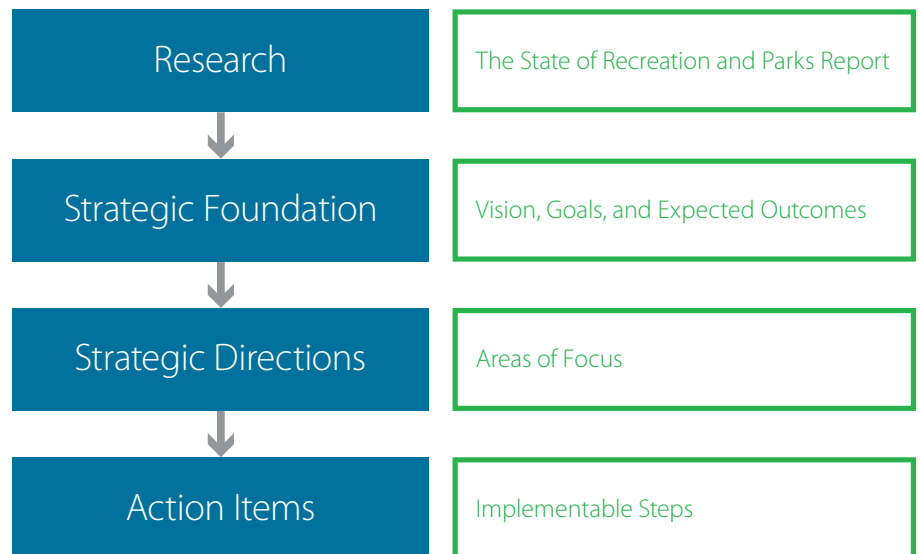 Research
The State of Recreation and Parks Report
Strategic Foundation
Vision, Goals, and Expected Outcomes
Strategic Directions
Areas of Focus
Action Items
Implementable Steps